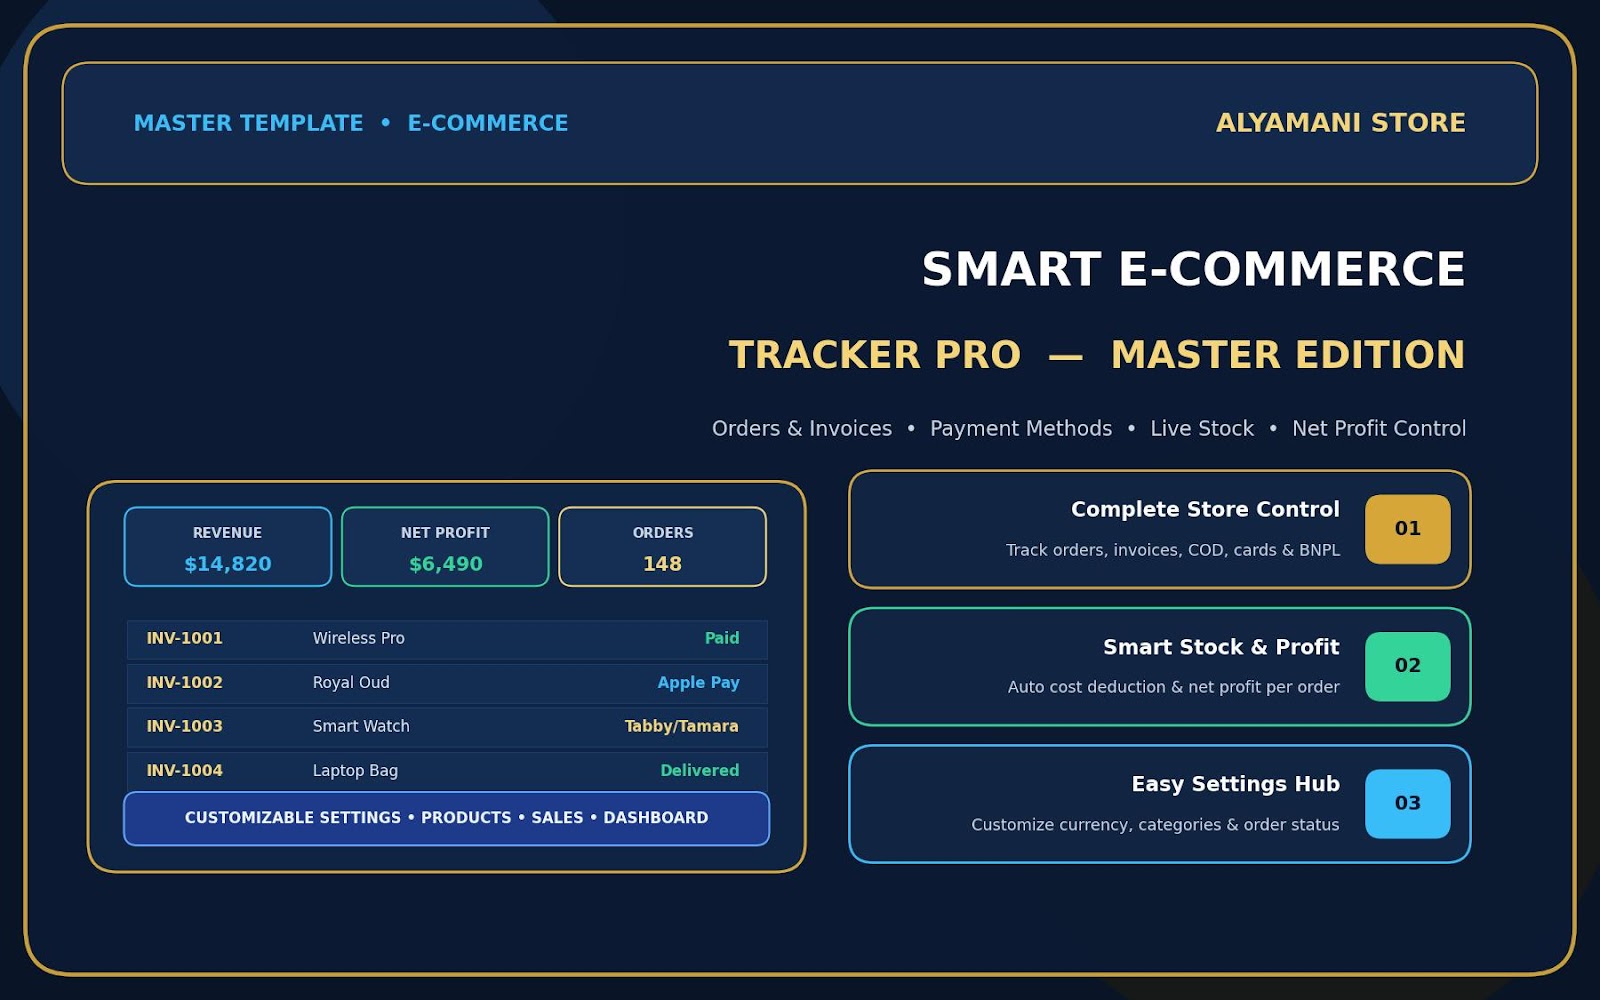 MASTER TEMPLATE • E-COMMERCE
ALYAMANI STORE
SMART E-COMMERCE
TRACKER PRO — MASTER EDITION
Orders & Invoices • Payment Methods • Live Stock • Net Profit Control
REVENUE
$14,820
NET PROFIT
$6,490
ORDERS
148
INV-1001 Wireless Pro Paid
INV-1002 Royal Oud Apple Pay
INV-1003 Smart Watch Tabby/Tamara
INV-1004 Laptop Bag Delivered
CUSTOMIZABLE SETTINGS • PRODUCTS • SALES • DASHBOARD
Complete Store Control
Track orders, invoices, COD, cards & BNPL
01
Smart Stock & Profit
Auto cost deduction & net profit per order
02
Easy Settings Hub
Customize currency, categories & order status
03